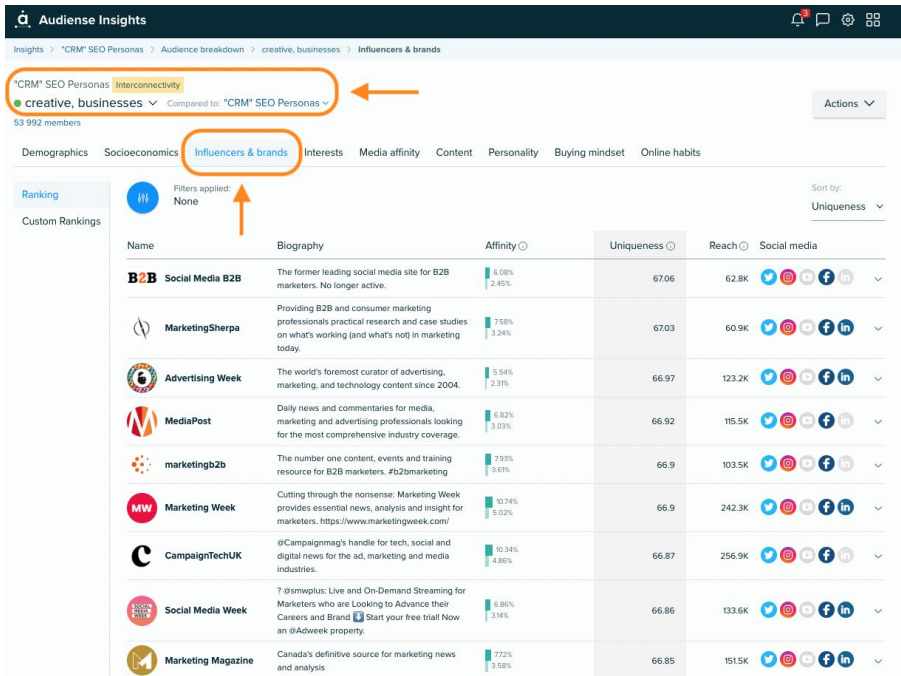 Audiense Insights
3
Insights > "CRM" SEO Personas > Audience breakdown > creative, businesses > Influencers & brands
"CRM" SEO Personas Interconnectivity
creative, businesses Compared to: "CRM" SEO Personas
Actions
53 992 members
Demographics Socioeconomics Influencers & brands Interests Media affinity Content Personality Buying mindset Online habits
Ranking
Custom Rankings
Filters applied:
None
Sort by:
Uniqueness
Name Biography Affinity Uniqueness Reach Social media
B2B Social Media B2B
The former leading social media site for B2B
marketers. No longer active.
6.08%
2.45%
67.06 62.8K
MarketingSherpa
Providing B2B and consumer marketing
professionals practical research and case studies
on what's working (and what's not) in marketing
today.
7.58%
3.24%
67.03 60.9K
Advertising Week
The world's foremost curator of advertising,
marketing, and technology content since 2004.
5.54%
2.31%
66.97 123.2K
MediaPost
Daily news and commentaries for media,
marketing and advertising professionals looking
for the most comprehensive industry coverage.
6.82%
3.03%
66.92 115.5K
marketingb2b
The number one content, events and training
resource for B2B marketers. #b2bmarketing
7.93%
3.61%
66.9 103.5K
MW Marketing Week
Cutting through the nonsense: Marketing Week
provides essential news, analysis and insight for
marketers. https://www.marketingweek.com/
10.74%
5.02%
66.9 242.3K
CampaignTechUK
@Campaignmag's handle for tech, social and
digital news for the ad, marketing and media
industries.
10.34%
4.86%
66.87 256.9K
SOCIAL MEDIA WEEK Social Media Week
? @smwplus: Live and On-Demand Streaming for
Marketers who are Looking to Advance their
Careers and Brand ⬇️ Start your free trial! Now
an @Adweek property.
6.86%
3.14%
66.86 133.6K
Marketing Magazine
Canada's definitive source for marketing news
and analysis
7.72%
3.58%
66.85 151.5K